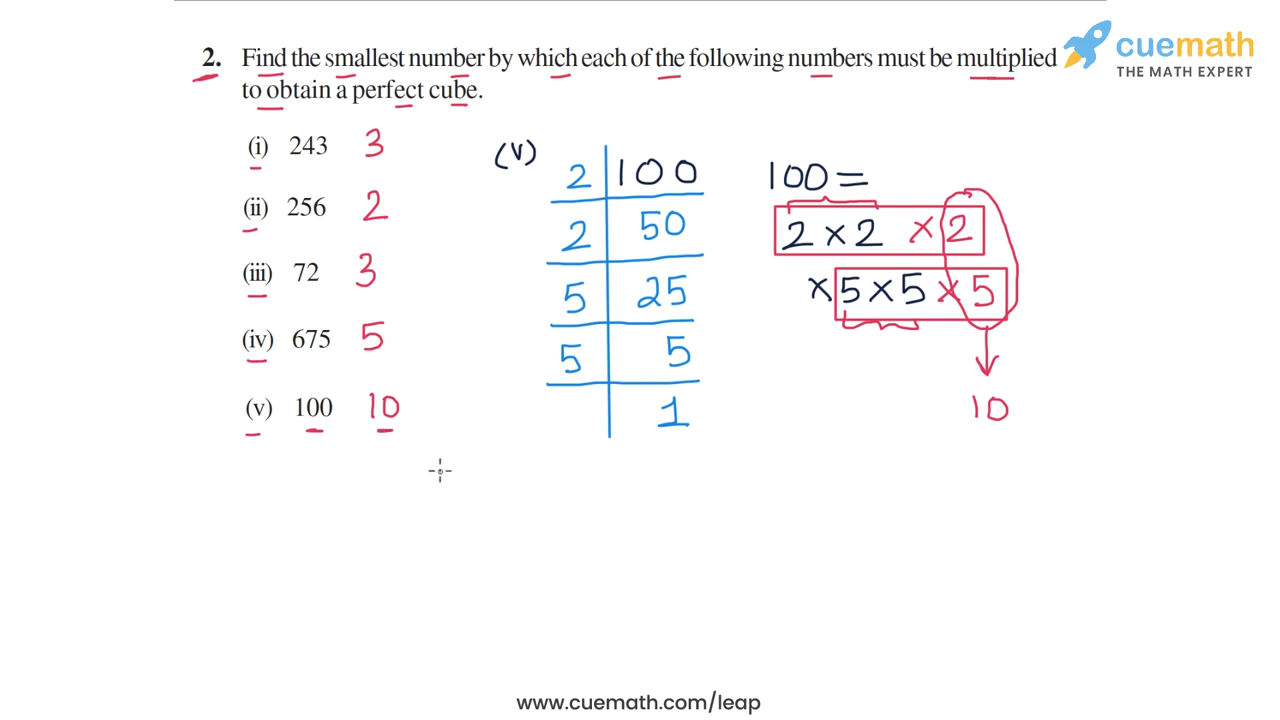 2. Find the smallest number by which each of the following numbers must be multiplied
to obtain a perfect cube.
cuemath
THE MATH EXPERT
(i) 243 3
(ii) 256 2
(iii) 72 3
(iv) 675 5
(v) 100 10
(v)
2 100
2 50
5 25
5 5
1
100 =
2 × 2 × 2
× 5 × 5 × 5
10
www.cuemath.com/leap